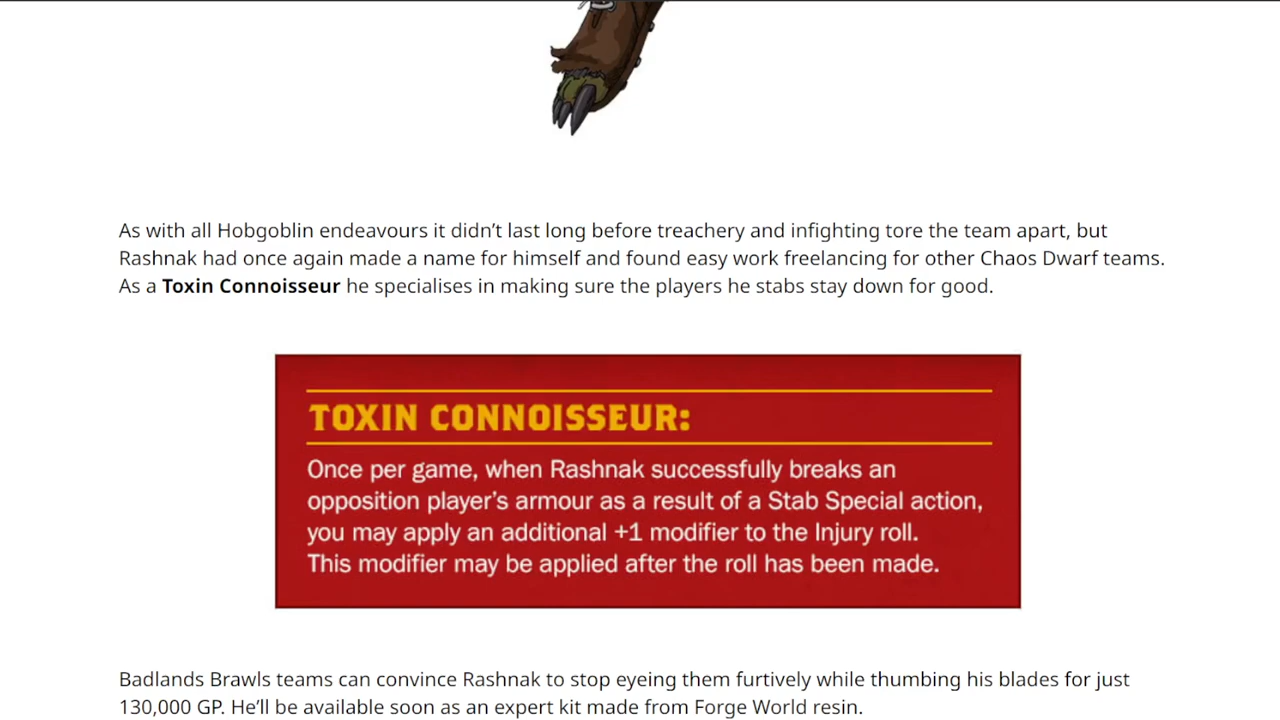 As with all Hobgoblin endeavours it didn’t last long before treachery and infighting tore the team apart, but
Rashnak had once again made a name for himself and found easy work freelancing for other Chaos Dwarf teams.
As a Toxin Connoisseur he specialises in making sure the players he stabs stay down for good.
TOXIN CONNOISSEUR:
Once per game, when Rashnak successfully breaks an
opposition player’s armour as a result of a Stab Special action,
you may apply an additional +1 modifier to the Injury roll.
This modifier may be applied after the roll has been made.
Badlands Brawls teams can convince Rashnak to stop eyeing them furtively while thumbing his blades for just
130,000 GP. He’ll be available soon as an expert kit made from Forge World resin.